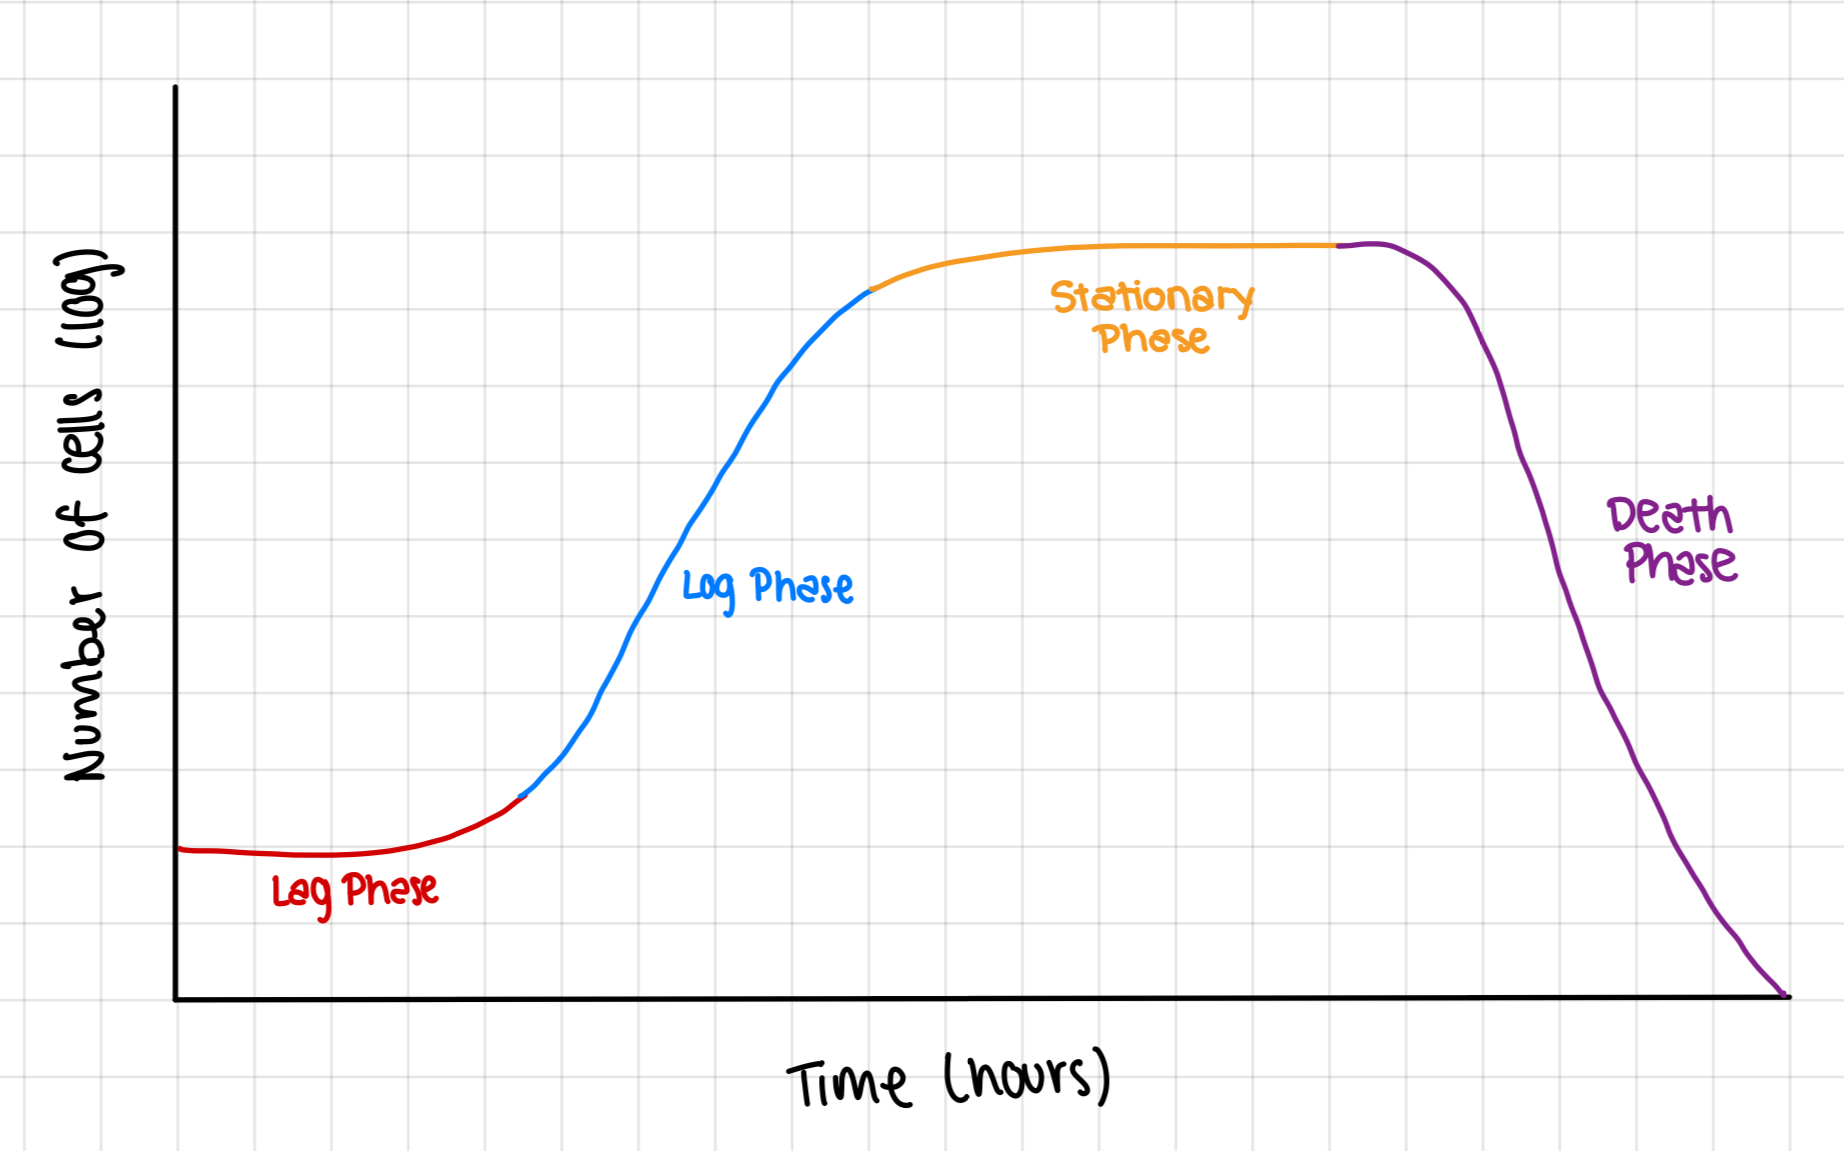 Number of cells (log)
Stationary
Phase
Death
Phase
Log Phase
Lag Phase
Time (hours)